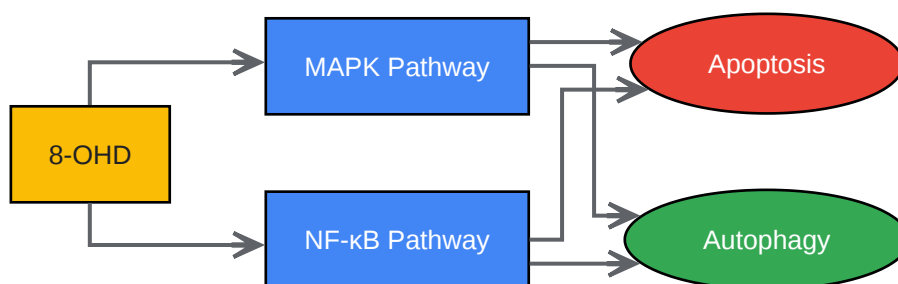 MAPK Pathway
Apoptosis
8-OHD
NF-κB Pathway
Autophagy